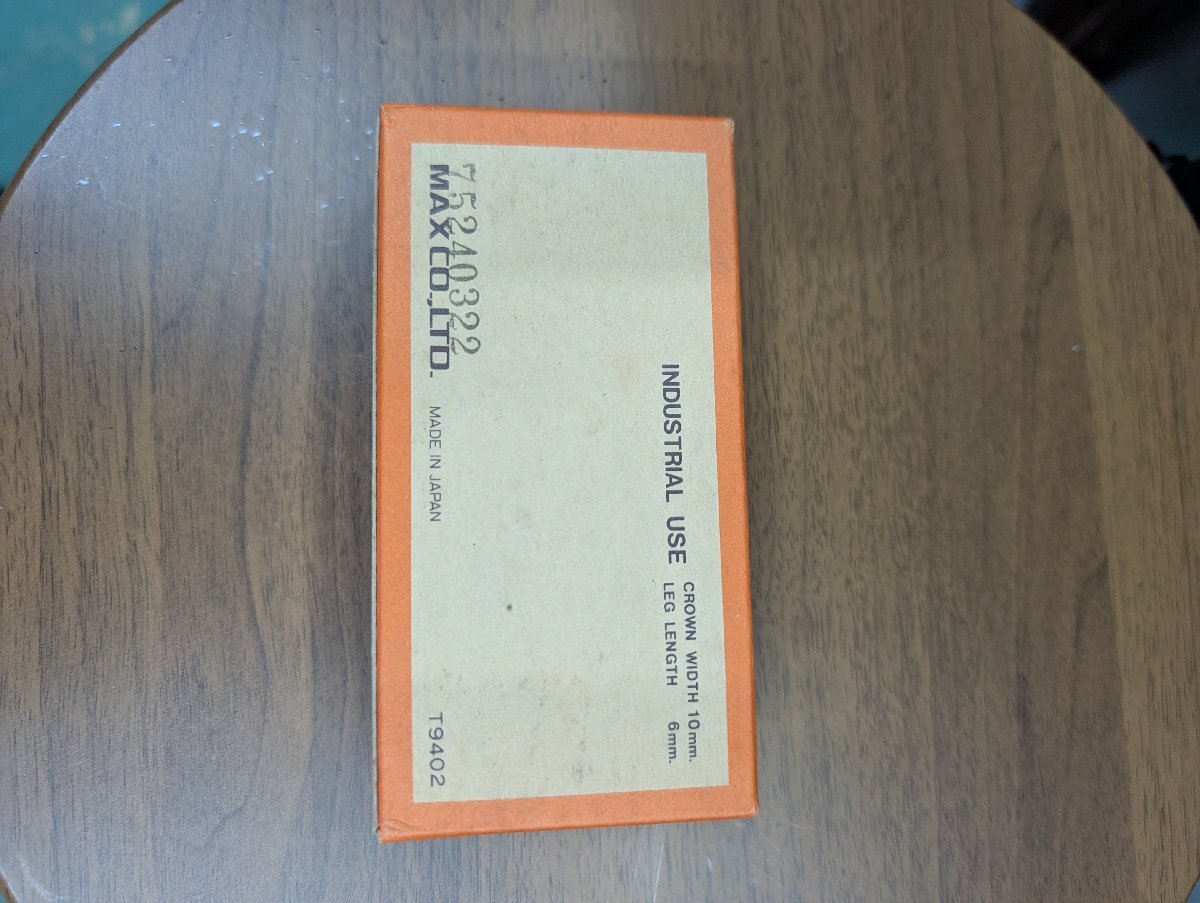 INDUSTRIAL USE
CROWN WIDTH 10mm.
LEG LENGTH 6mm.
75240322
MAX CO.,LTD. MADE IN JAPAN T9402